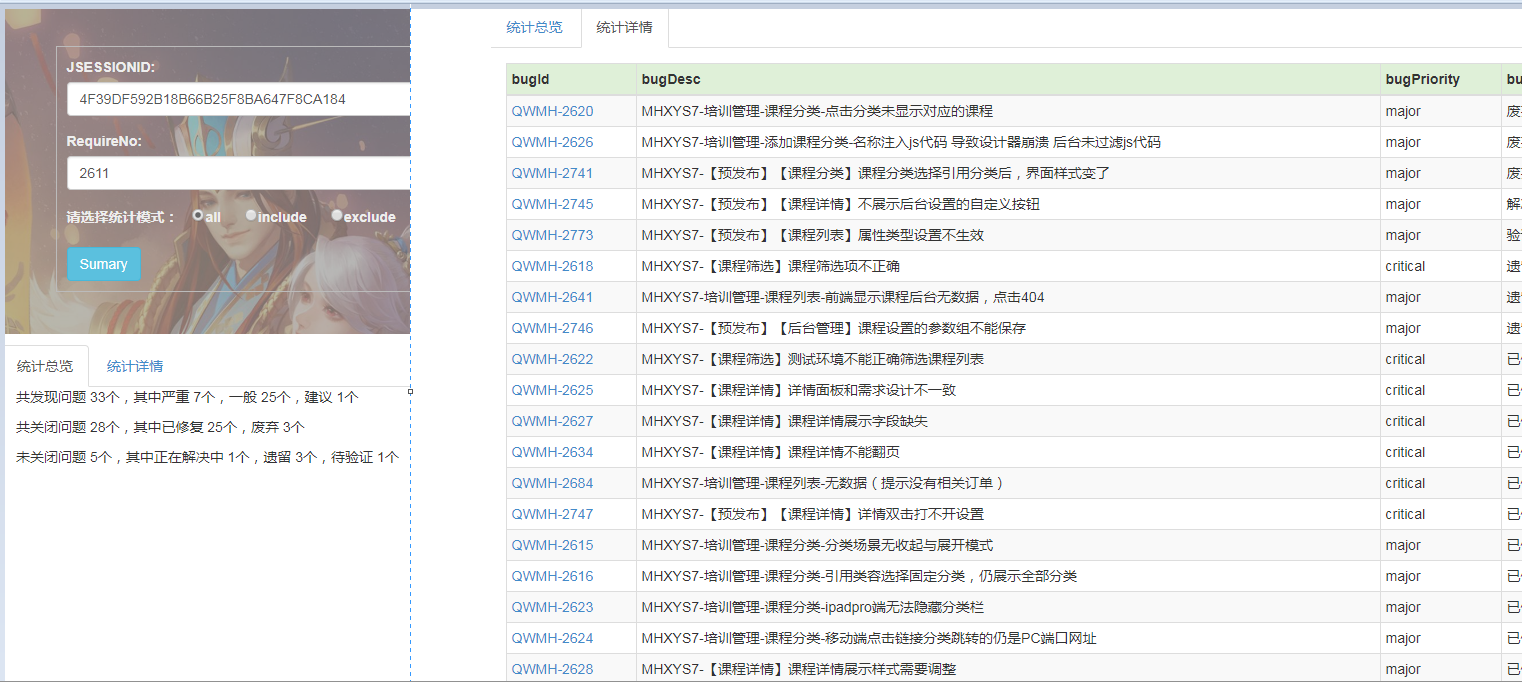 JSESSIONID:
4F39DF592B18B66B25F8BA647F8CA184
RequireNo:
2611
请选择统计模式： all include exclude
Sumary
统计总览 统计详情
共发现问题 33个，其中严重 7个，一般 25个，建议 1个
共关闭问题 28个，其中已修复 25个，废弃 3个
未关闭问题 5个，其中正在解决中 1个，遗留 3个，待验证 1个
统计总览 统计详情
bugId bugDesc bugPriority bu
QWMH-2620 MHXYS7-培训管理-课程分类-点击分类未显示对应的课程 major 废
QWMH-2626 MHXYS7-培训管理-添加课程分类-名称注入js代码 导致设计器崩溃 后台未过滤js代码 major 废
QWMH-2741 MHXYS7-【预发布】【课程分类】课程分类选择引用分类后，界面样式变了 major 废
QWMH-2745 MHXYS7-【预发布】【课程详情】不展示后台设置的自定义按钮 major 解
QWMH-2773 MHXYS7-【预发布】【课程列表】属性类型设置不生效 major 验
QWMH-2618 MHXYS7-【课程筛选】课程筛选项不正确 critical 遗
QWMH-2641 MHXYS7-培训管理-课程列表-前端显示课程后台无数据，点击404 major 遗
QWMH-2746 MHXYS7-【预发布】【后台管理】课程设置的参数组不能保存 major 遗
QWMH-2622 MHXYS7-【课程筛选】测试环境不能正确筛选课程列表 critical 已
QWMH-2625 MHXYS7-【课程详情】详情面板和需求设计不一致 critical 已
QWMH-2627 MHXYS7-【课程详情】课程详情展示字段缺失 critical 已
QWMH-2634 MHXYS7-【课程详情】课程详情不能翻页 critical 已
QWMH-2684 MHXYS7-培训管理-课程列表-无数据（提示没有相关订单） critical 已
QWMH-2747 MHXYS7-【预发布】【课程详情】详情双击打不开设置 critical 已
QWMH-2615 MHXYS7-培训管理-课程分类-分类场景无收起与展开模式 major 已
QWMH-2616 MHXYS7-培训管理-课程分类-引用类容选择固定分类，仍展示全部分类 major 已
QWMH-2623 MHXYS7-培训管理-课程分类-ipadpro端无法隐藏分类栏 major 已
QWMH-2624 MHXYS7-培训管理-课程分类-移动端点击链接分类跳转的仍是PC端口网址 major 已
QWMH-2628 MHXYS7-【课程详情】课程详情展示样式需要调整 major 已